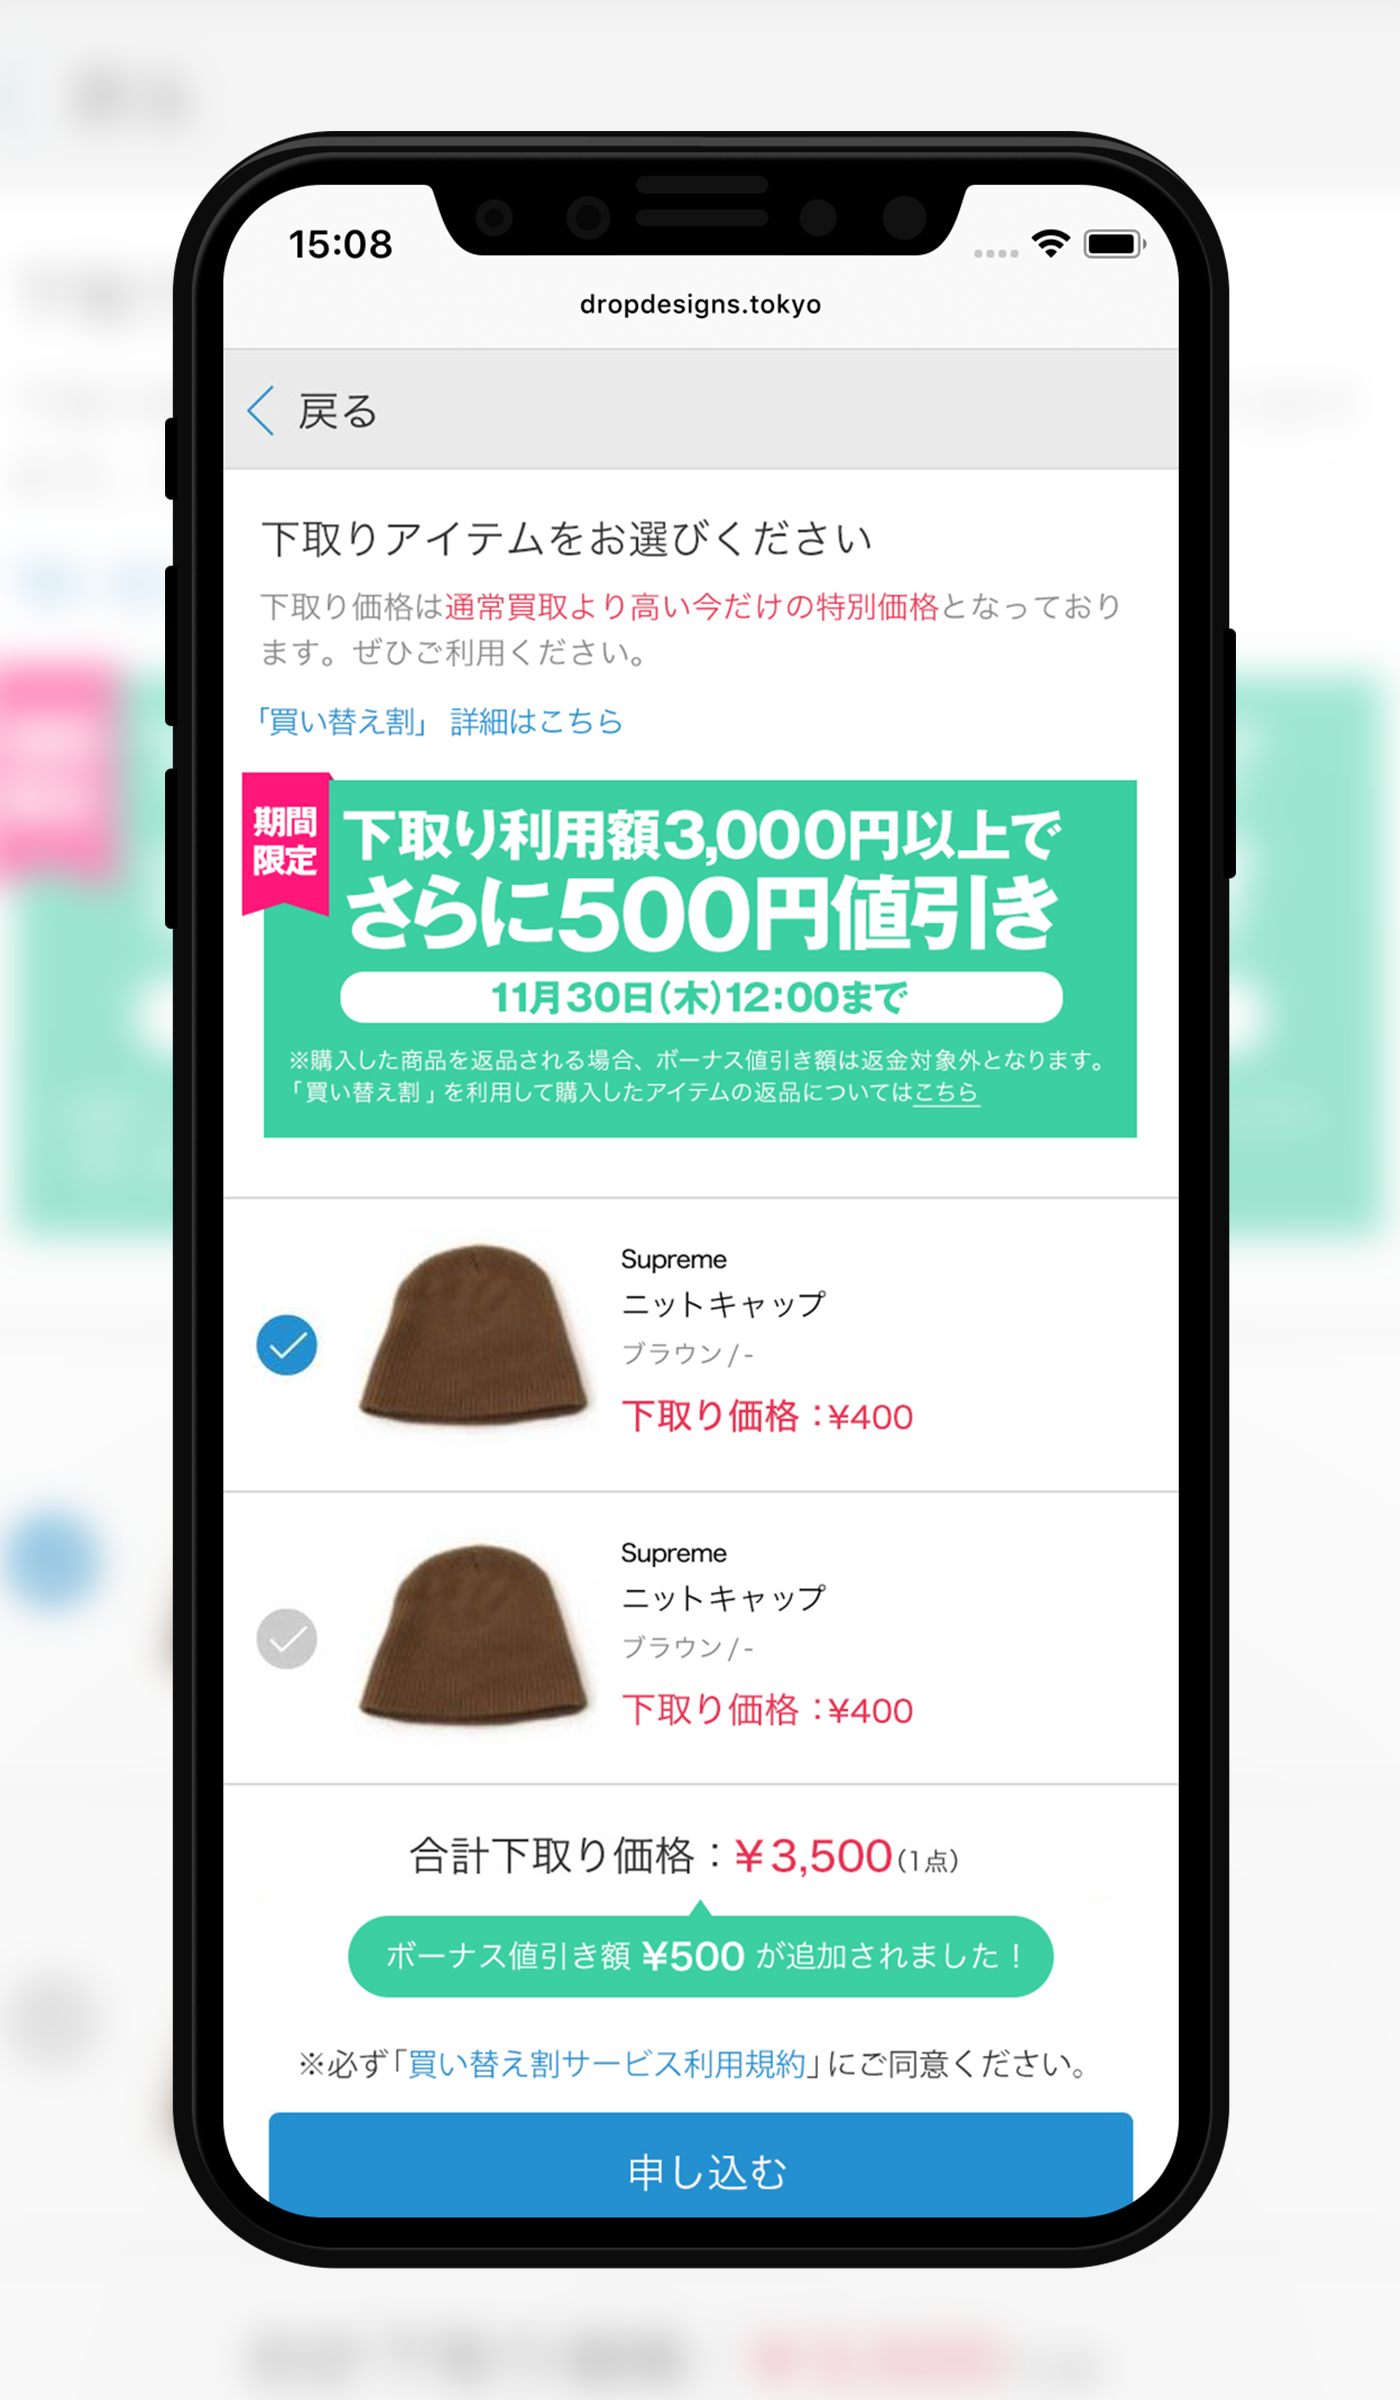 15:08
dropdesigns.tokyo
戻る
下取りアイテムをお選びください
下取り価格は通常買取より高い今だけの特別価格となっており
ます。ぜひご利用ください。
「買い替え割」 詳細はこちら
期間
限定
下取り利用額3,000円以上で
さらに500円値引き
11月30日(木)12:00まで
※購入した商品を返品される場合、ボーナス値引き額は返金対象外となります。
「買い替え割」を利用して購入したアイテムの返品についてはこちら
Supreme
ニットキャップ
ブラウン / -
下取り価格:¥400
Supreme
ニットキャップ
ブラウン / -
下取り価格:¥400
合計下取り価格：¥3,500(1点)
ボーナス値引き額 ¥500 が追加されました！
※必ず「買い替え割サービス利用規約」にご同意ください。
申し込む